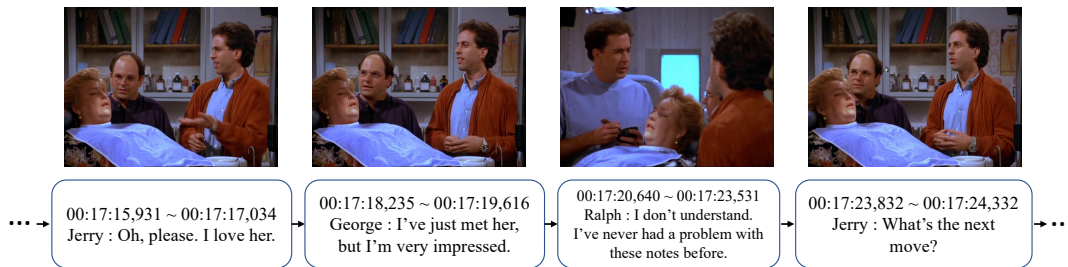 00:17:15,931 ~ 00:17:17,034
Jerry : Oh, please. I love her.
00:17:18,235 ~ 00:17:19,616
George : I've just met her,
but I'm very impressed.
00:17:20,640 ~ 00:17:23,531
Ralph : I don't understand.
I've never had a problem with
these notes before.
00:17:23,832 ~ 00:17:24,332
Jerry : What's the next
move?